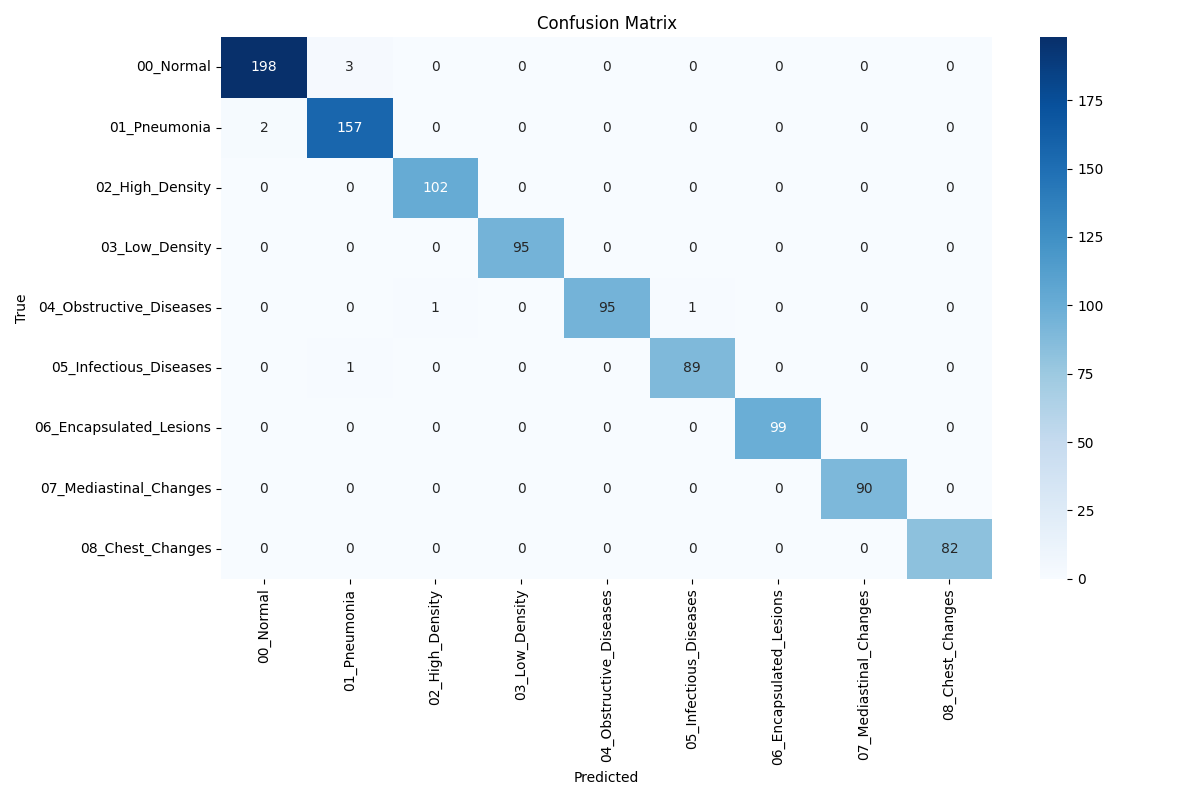 Confusion Matrix
00_Normal 198 3 0 0 0 0 0 0 0
01_Pneumonia 2 157 0 0 0 0 0 0 0
02_High_Density 0 0 102 0 0 0 0 0 0
03_Low_Density 0 0 0 95 0 0 0 0 0
04_Obstructive_Diseases 0 0 1 0 95 1 0 0 0
05_Infectious_Diseases 0 1 0 0 0 89 0 0 0
06_Encapsulated_Lesions 0 0 0 0 0 0 99 0 0
07_Mediastinal_Changes 0 0 0 0 0 0 0 90 0
08_Chest_Changes 0 0 0 0 0 0 0 0 82
True
00_Normal
01_Pneumonia
02_High_Density
03_Low_Density
04_Obstructive_Diseases
05_Infectious_Diseases
06_Encapsulated_Lesions
07_Mediastinal_Changes
08_Chest_Changes
Predicted
175
150
125
100
75
50
25
0